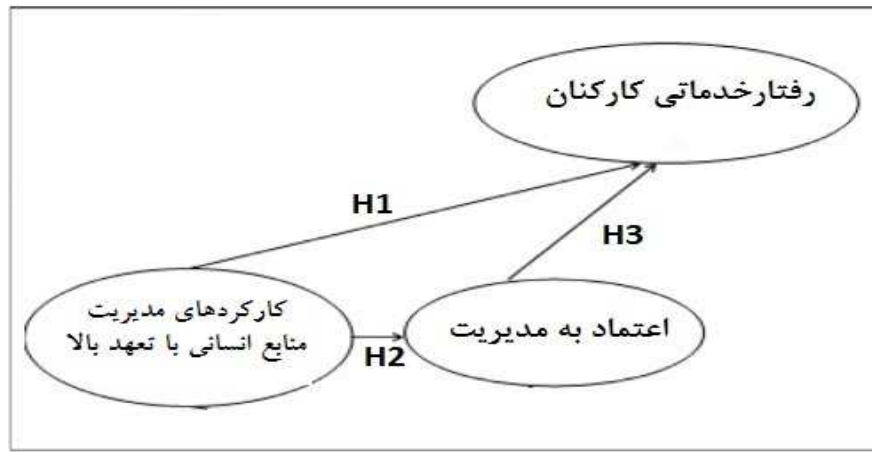 رفتارخدماتی کارکنان
H1
H3
کارکردهای مدیریت
منابع انسانی با تعهد بالا
H2
اعتماد به مدیریت